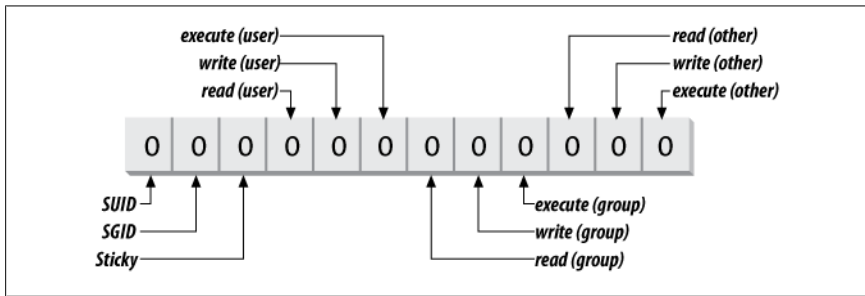 execute (user)
write (user)
read (user)
read (other)
write (other)
execute (other)
0 0 0 0 0 0 0 0 0 0 0 0
SUID
SGID
Sticky
execute (group)
write (group)
read (group)